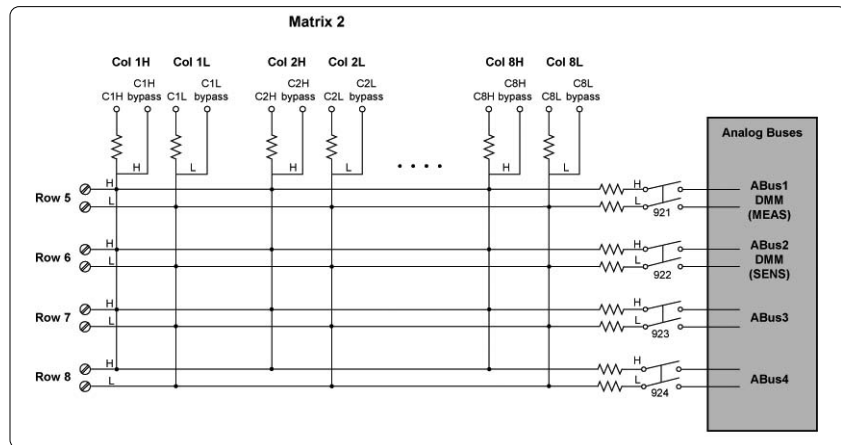 Matrix 2
Col 1H Col 1L Col 2H Col 2L Col 8H Col 8L
C1H C1L C2H C2L C8H C8L
C1H bypass C1L bypass C2H bypass C2L bypass C8H bypass C8L bypass
H L H L H L
Analog Buses
Row 5 H L H L 921 ABus1
DMM
(MEAS)
Row 6 H L H L 922 ABus2
DMM
(SENS)
Row 7 H L H L 923 ABus3
Row 8 H L H L 924 ABus4